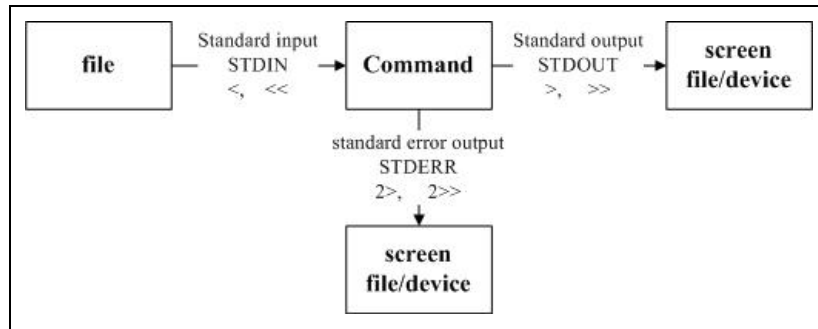 file
Standard input
STDIN
<, <<
Command
Standard output
STDOUT
>, >>
screen
file/device
standard error output
STDERR
2>, 2>>
screen
file/device